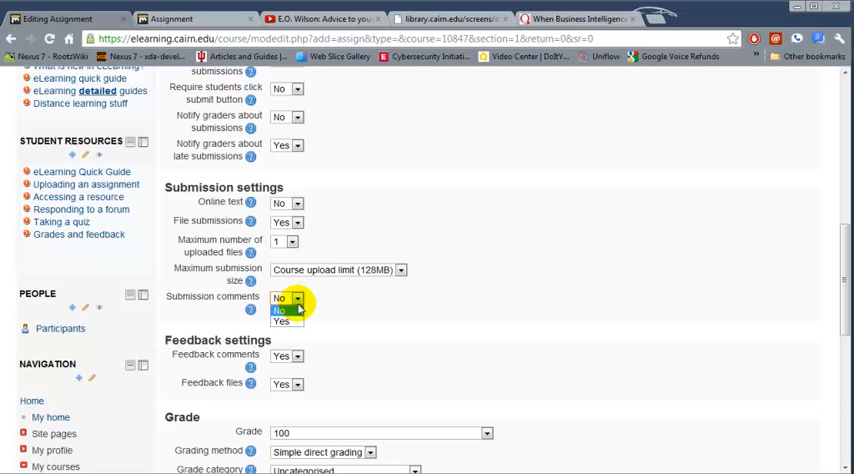 Editing Assignment
Assignment
E.O. Wilson: Advice to you
library.cairn.edu/screens/
When Business Intelligence
https://elearning.cairn.edu/course/modedit.php?add=assign&type=&course=10847&section=1&return=0&sr=0
Nexus 7 - RootzWiki
Nexus 7 - xda-devel...
Articles and Guides |...
Web Slice Gallery
Cybersecurity Initiati...
Video Center | DoItY...
Uniflow
Google Voice Refunds
Other bookmarks
What is new in eLearning?
eLearning quick guide
eLearning detailed guides
Distance learning stuff
STUDENT RESOURCES
eLearning Quick Guide
Uploading an assignment
Accessing a resource
Responding to a forum
Taking a quiz
Grades and feedback
PEOPLE
Participants
NAVIGATION
Home
My home
Site pages
My profile
My courses
submissions
Require students click No
submit button
Notify graders about No
submissions
Notify graders about Yes
late submissions
Submission settings
Online text No
File submissions Yes
Maximum number of 1
uploaded files
Maximum submission Course upload limit (128MB)
size
Submission comments No
No
Yes
Feedback settings
Feedback comments Yes
Feedback files Yes
Grade
Grade 100
Grading method Simple direct grading
Grade category Uncategorised